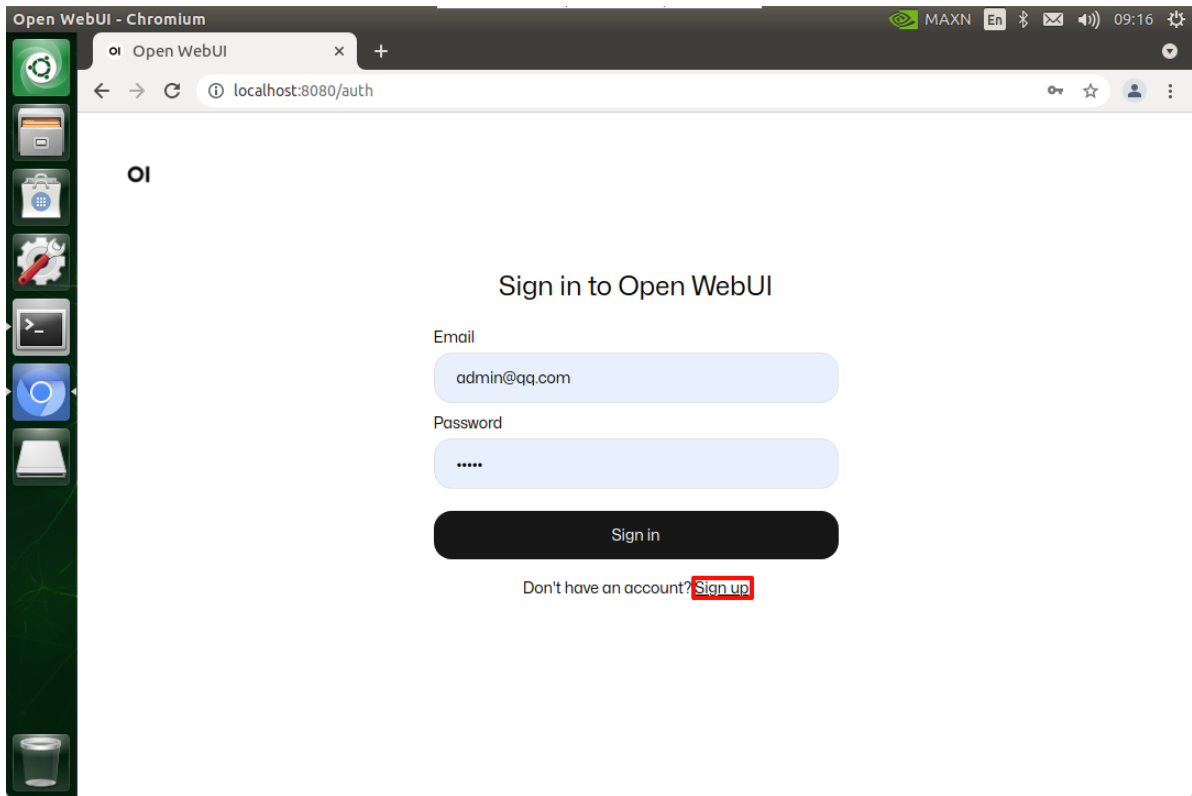 Open WebUI - Chromium
MAXN En 09:16
OI Open WebUI
localhost:8080/auth
OI
Sign in to Open WebUI
Email
admin@qq.com
Password
•••••
Sign in
Don't have an account? Sign up